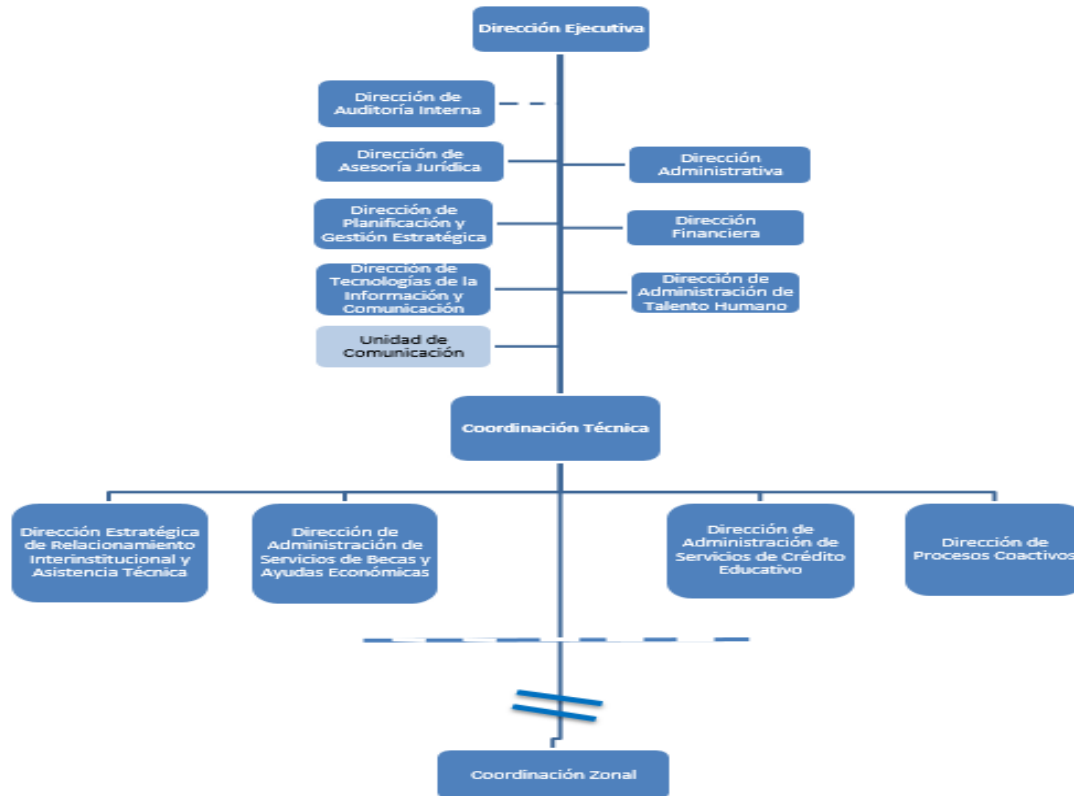 Dirección Ejecutiva
Dirección de
Auditoría Interna
Dirección de
Asesoría Jurídica
Dirección
Administrativa
Dirección de
Planificación y
Gestión Estratégica
Dirección
Financiera
Dirección de
Tecnologías de la
Información y
Comunicación
Dirección de
Administración de
Talento Humano
Unidad de
Comunicación
Coordinación Técnica
Dirección Estratégica
de Relacionamiento
Interinstitucional y
Asistencia Técnica
Dirección de
Administración de
Servicios de Becas y
Ayudas Económicas
Dirección de
Administración de
Servicios de Crédito
Educativo
Dirección de
Procesos Coactivos
Coordinación Zonal